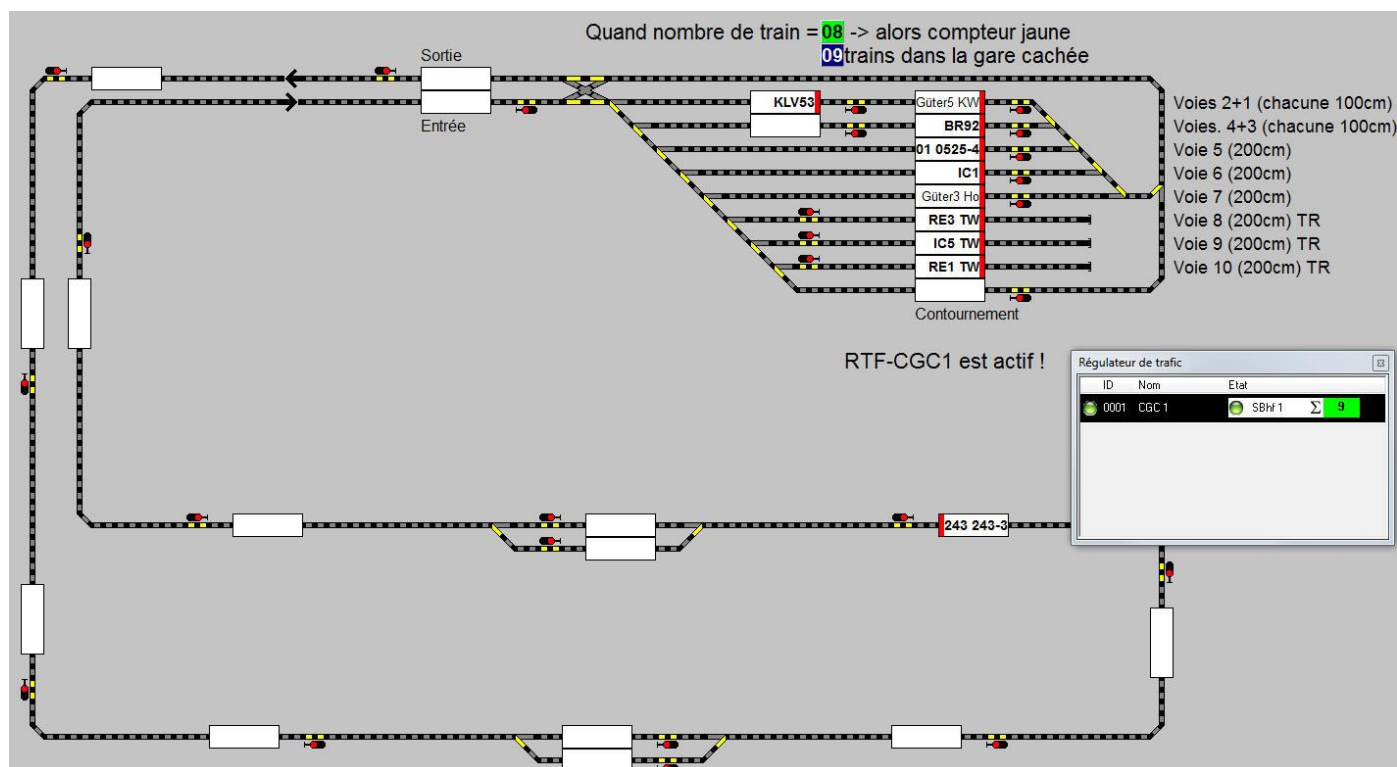 Quand nombre de train = 08 -> alors compteur jaune
09 trains dans la gare cachée
Sortie
Entrée
KLV53
Güter5 KW
Voies 2+1 (chacune 100cm)
BR92
Voies. 4+3 (chacune 100cm)
01 0525-4
Voie 5 (200cm)
IC1
Voie 6 (200cm)
Güter3 Ho
Voie 7 (200cm)
RE3 TW
Voie 8 (200cm) TR
IC5 TW
Voie 9 (200cm) TR
RE1 TW
Voie 10 (200cm) TR
Contournement
RTF-CGC1 est actif !
Régulateur de trafic
ID Nom Etat
0001 CGC 1 SBhf 1 Σ 9
243 243-3